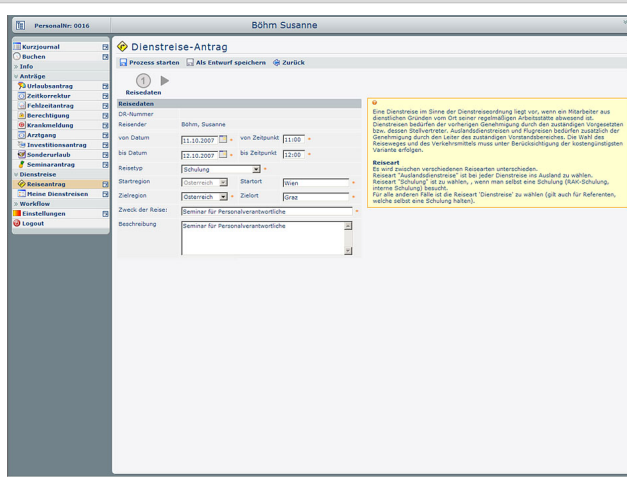 PersonalNr: 0016
Böhm Susanne
Kurzjournal
Buchen
Info
Anträge
Urlaubsantrag
Zeitkorrektur
Fehlzeitantrag
Berechtigung
Krankmeldung
Arztgang
Investitionsantrag
Sonderurlaub
Seminarantrag
Dienstreise
Reiseantrag
Meine Dienstreisen
Workflow
Einstellungen
Logout
Dienstreise-Antrag
Prozess starten Als Entwurf speichern Zurück
1
Reisedaten
Reisedaten
DR-Nummer
Reisender Böhm, Susanne
von Datum 11.10.2007 * von Zeitpunkt 11:00 *
bis Datum 12.10.2007 * bis Zeitpunkt 12:00 *
Reisetyp Schulung *
Startregion Österreich Startort Wien *
Zielregion Österreich * Zielort Graz *
Zweck der Reise: Seminar für Personalverantwortliche *
Beschreibung Seminar für Personalverantwortliche
Eine Dienstreise im Sinne der Dienstreiseordnung liegt vor, wenn ein Mitarbeiter aus
dienstlichen Gründen vom Ort seiner regelmäßigen Arbeitsstätte abwesend ist.
Dienstreisen bedürfen der vorherigen Genehmigung durch den zuständigen Vorgesetzten
bzw. dessen Stellvertreter. Auslandsdienstreisen und Flugreisen bedürfen zusätzlich der
Genehmigung durch den Leiter des zuständigen Vorstandsbereiches. Die Wahl des
Reiseweges und des Verkehrsmittels muss unter Berücksichtigung der kostengünstigsten
Variante erfolgen.
Reiseart
Es wird zwischen verschiedenen Reisearten unterschieden.
Reiseart "Auslandsdienstreise" ist bei jeder Dienstreise ins Ausland zu wählen.
Reiseart "Schulung" ist zu wählen, , wenn man selbst eine Schulung (RAK-Schulung,
interne Schulung) besucht.
Für alle anderen Fälle ist die Reiseart 'Dienstreise' zu wählen (gilt auch für Referenten,
welche selbst eine Schulung halten).